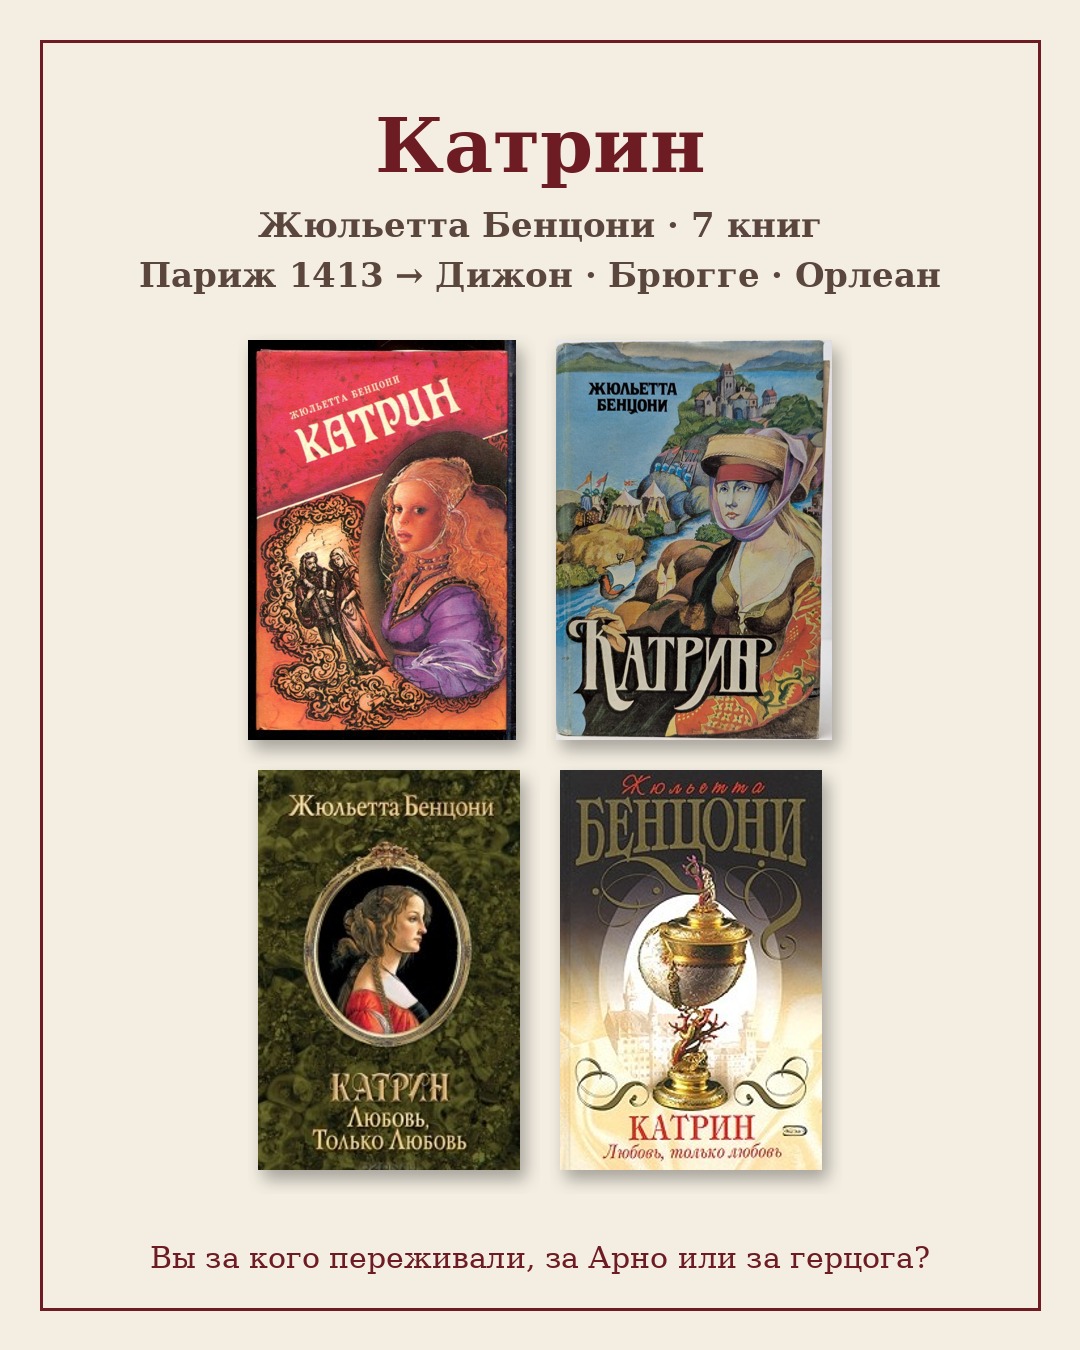 Катрин
Жюльетта Бенцони · 7 книг
Париж 1413 → Дижон · Брюгге · Орлеан
ЖЮЛЬЕТТА БЕНЦОНИ
КАТРИН
ЖЮЛЬЕТТА
БЕНЦОНИ
КАТРИН
Жюльетта Бенцони
КАТРИН
Любовь,
Только Любовь
Жюльетта
БЕНЦОНИ
КАТРИН
Любовь, только любовь
Вы за кого переживали, за Арно или за герцога?